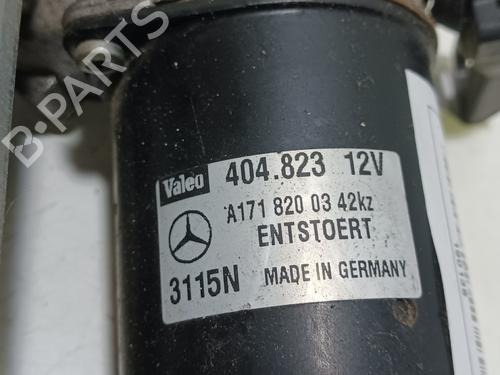 B-PARTS
Valeo 404.823 12V
A171 820 03 42kz
ENTSTOERT
3115N MADE IN GERMANY